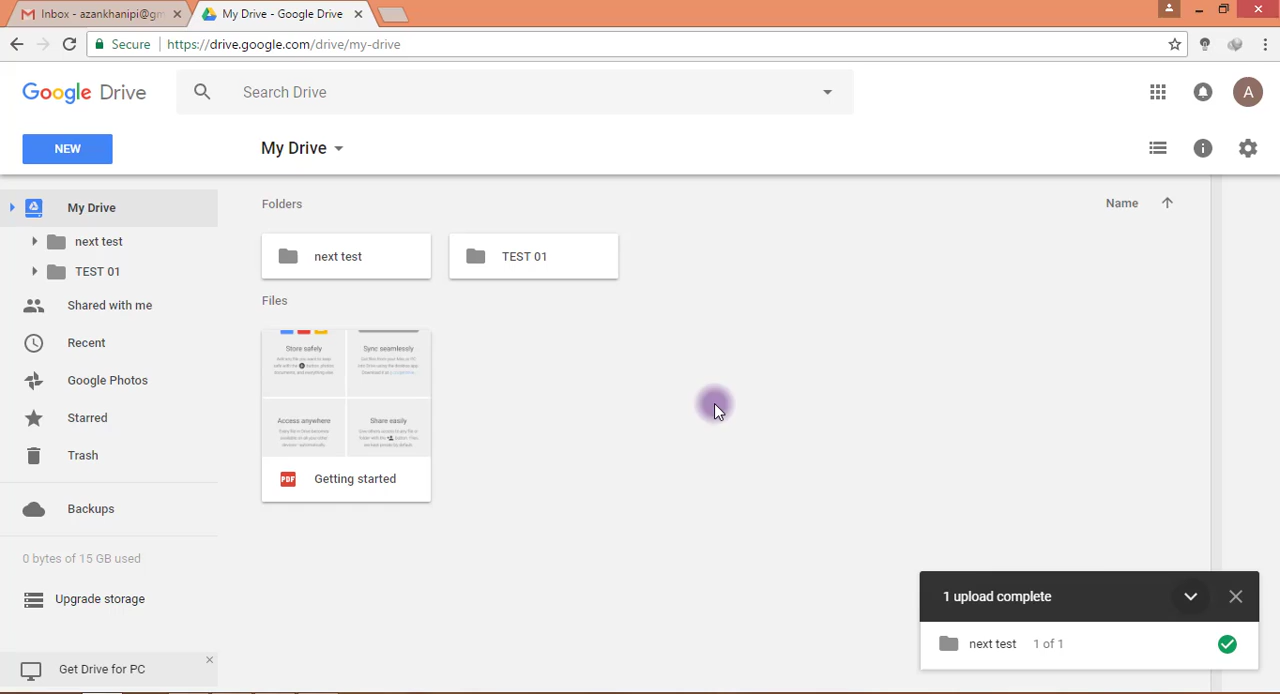 Inbox - azankhanipi@gm
My Drive - Google Drive
Secure
https://drive.google.com/drive/my-drive
Google Drive
Search Drive
A
NEW
My Drive
My Drive
next test
TEST 01
Shared with me
Recent
Google Photos
Starred
Trash
Backups
0 bytes of 15 GB used
Upgrade storage
Get Drive for PC
Folders
Name
next test
TEST 01
Files
Store safely
Sync seamlessly
Access anywhere
Share easily
PDF
Getting started
1 upload complete
next test 1 of 1